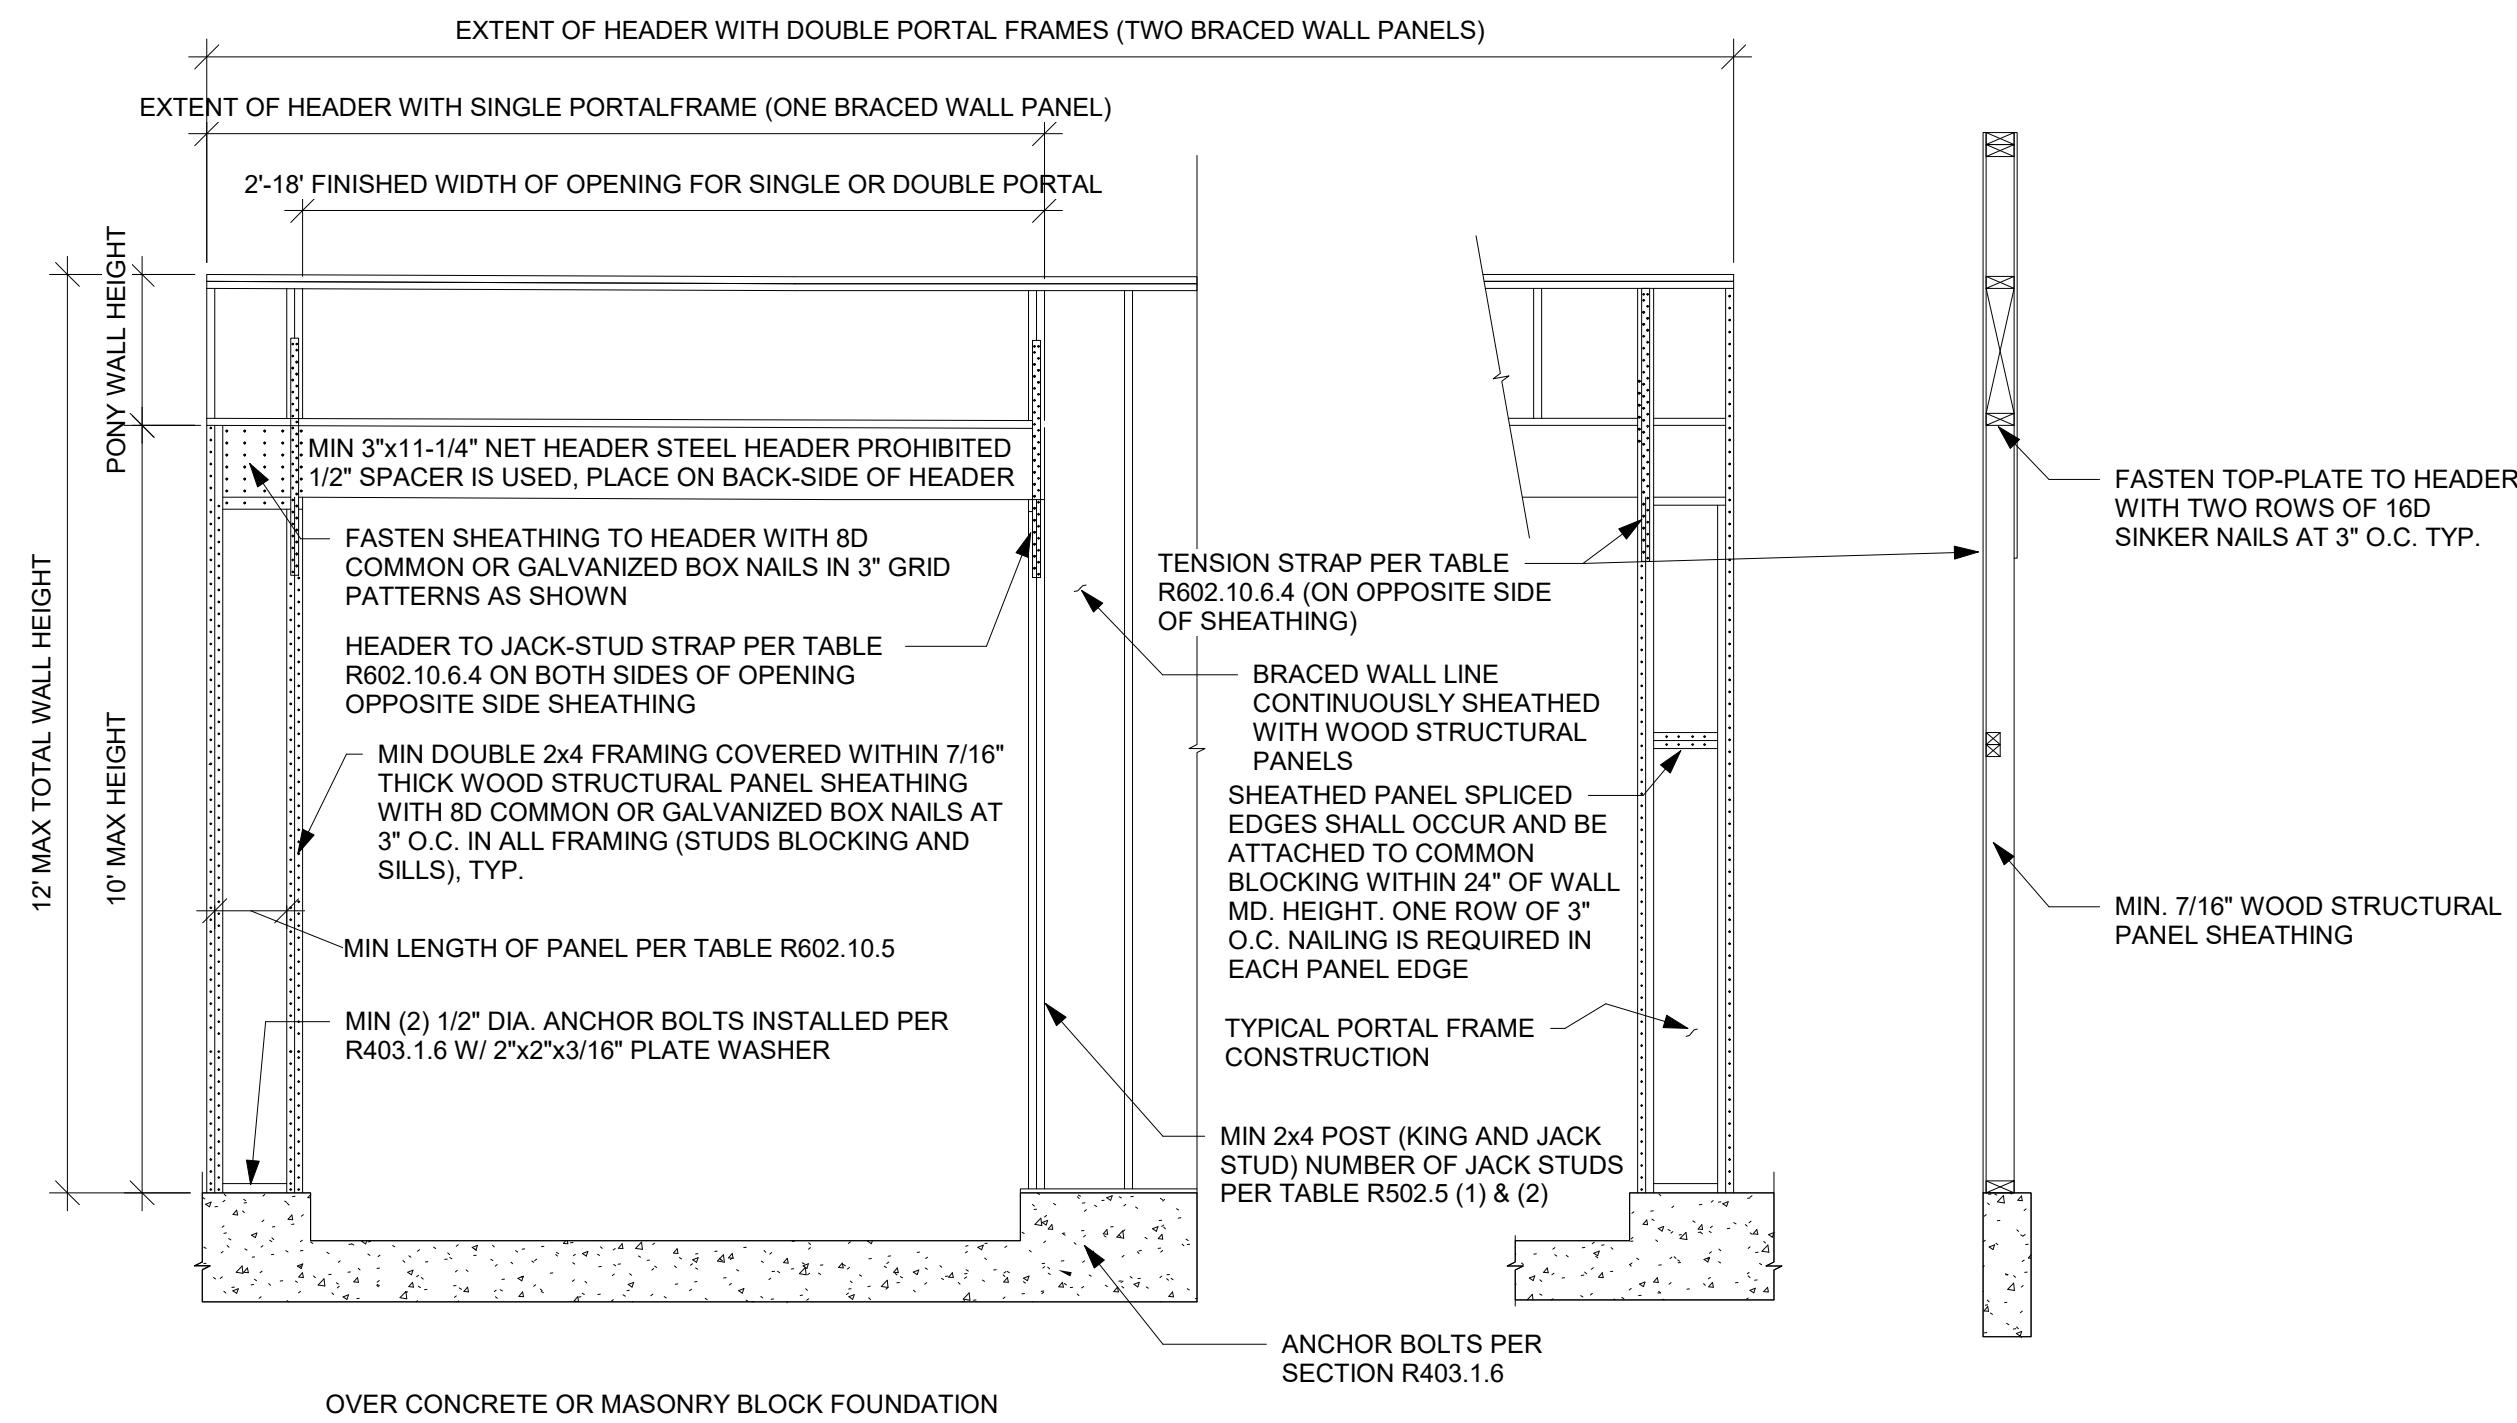 EXTENT OF HEADER WITH DOUBLE PORTAL FRAMES (TWO BRACED WALL PANELS)
EXTENT OF HEADER WITH SINGLE PORTALFRAME (ONE BRACED WALL PANEL)
2'-18' FINISHED WIDTH OF OPENING FOR SINGLE OR DOUBLE PORTAL
PONY WALL HEIGHT
12' MAX TOTAL WALL HEIGHT
10' MAX HEIGHT
MIN 3"x11-1/4" NET HEADER STEEL HEADER PROHIBITED
1/2" SPACER IS USED, PLACE ON BACK-SIDE OF HEADER
FASTEN SHEATHING TO HEADER WITH 8D
COMMON OR GALVANIZED BOX NAILS IN 3" GRID
PATTERNS AS SHOWN
HEADER TO JACK-STUD STRAP PER TABLE
R602.10.6.4 ON BOTH SIDES OF OPENING
OPPOSITE SIDE SHEATHING
MIN DOUBLE 2x4 FRAMING COVERED WITHIN 7/16"
THICK WOOD STRUCTURAL PANEL SHEATHING
WITH 8D COMMON OR GALVANIZED BOX NAILS AT
3" O.C. IN ALL FRAMING (STUDS BLOCKING AND
SILLS), TYP.
MIN LENGTH OF PANEL PER TABLE R602.10.5
MIN (2) 1/2" DIA. ANCHOR BOLTS INSTALLED PER
R403.1.6 W/ 2"x2"x3/16" PLATE WASHER
TENSION STRAP PER TABLE
R602.10.6.4 (ON OPPOSITE SIDE
OF SHEATHING)
BRACED WALL LINE
CONTINUOUSLY SHEATHED
WITH WOOD STRUCTURAL
PANELS
SHEATHED PANEL SPLICED
EDGES SHALL OCCUR AND BE
ATTACHED TO COMMON
BLOCKING WITHIN 24" OF WALL
MD. HEIGHT. ONE ROW OF 3"
O.C. NAILING IS REQUIRED IN
EACH PANEL EDGE
TYPICAL PORTAL FRAME
CONSTRUCTION
MIN 2x4 POST (KING AND JACK
STUD) NUMBER OF JACK STUDS
PER TABLE R502.5 (1) & (2)
ANCHOR BOLTS PER
SECTION R403.1.6
FASTEN TOP-PLATE TO HEADER
WITH TWO ROWS OF 16D
SINKER NAILS AT 3" O.C. TYP.
MIN. 7/16" WOOD STRUCTURAL
PANEL SHEATHING
OVER CONCRETE OR MASONRY BLOCK FOUNDATION